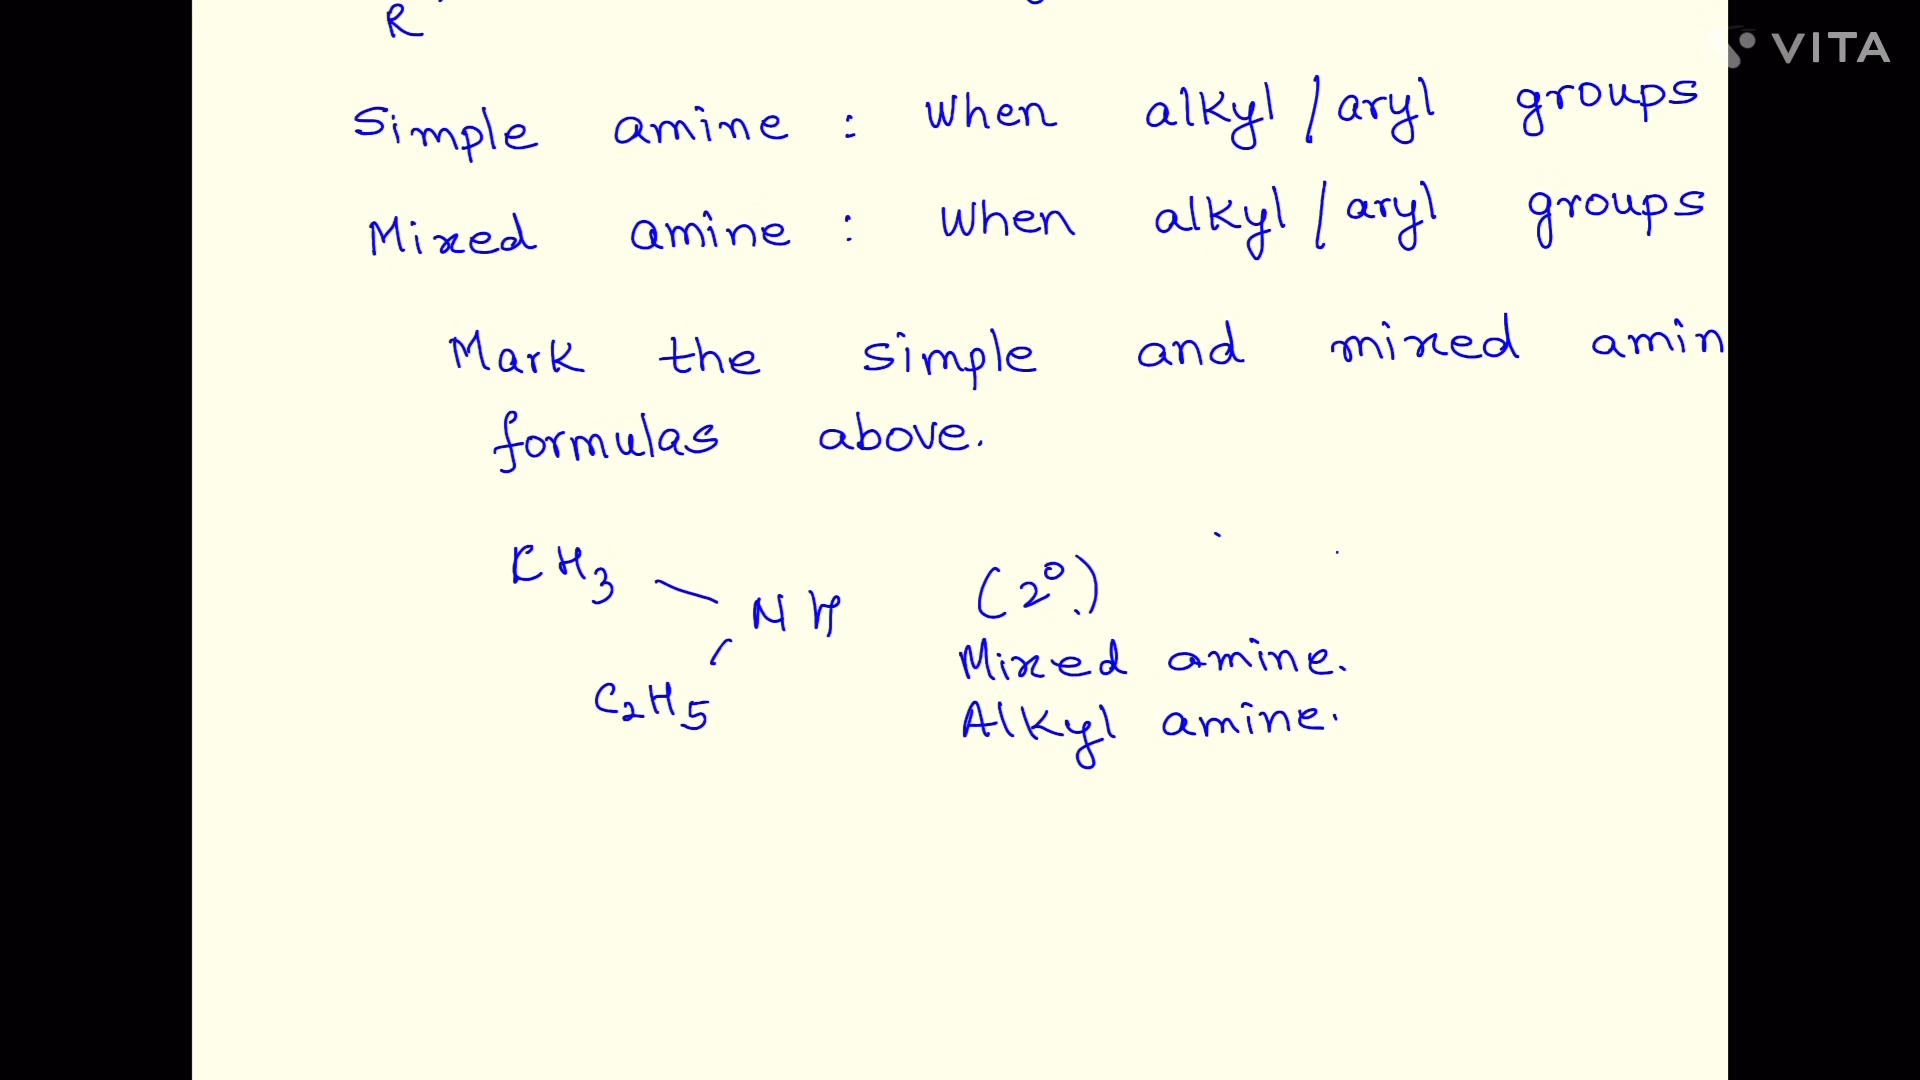 R
VITA
Simple amine : When alkyl/aryl groups
Mixed amine : When alkyl/aryl groups
Mark the simple and mixed amin
formulas above.
CH3
NH (2°)
C2H5
Mixed amine.
Alkyl amine.